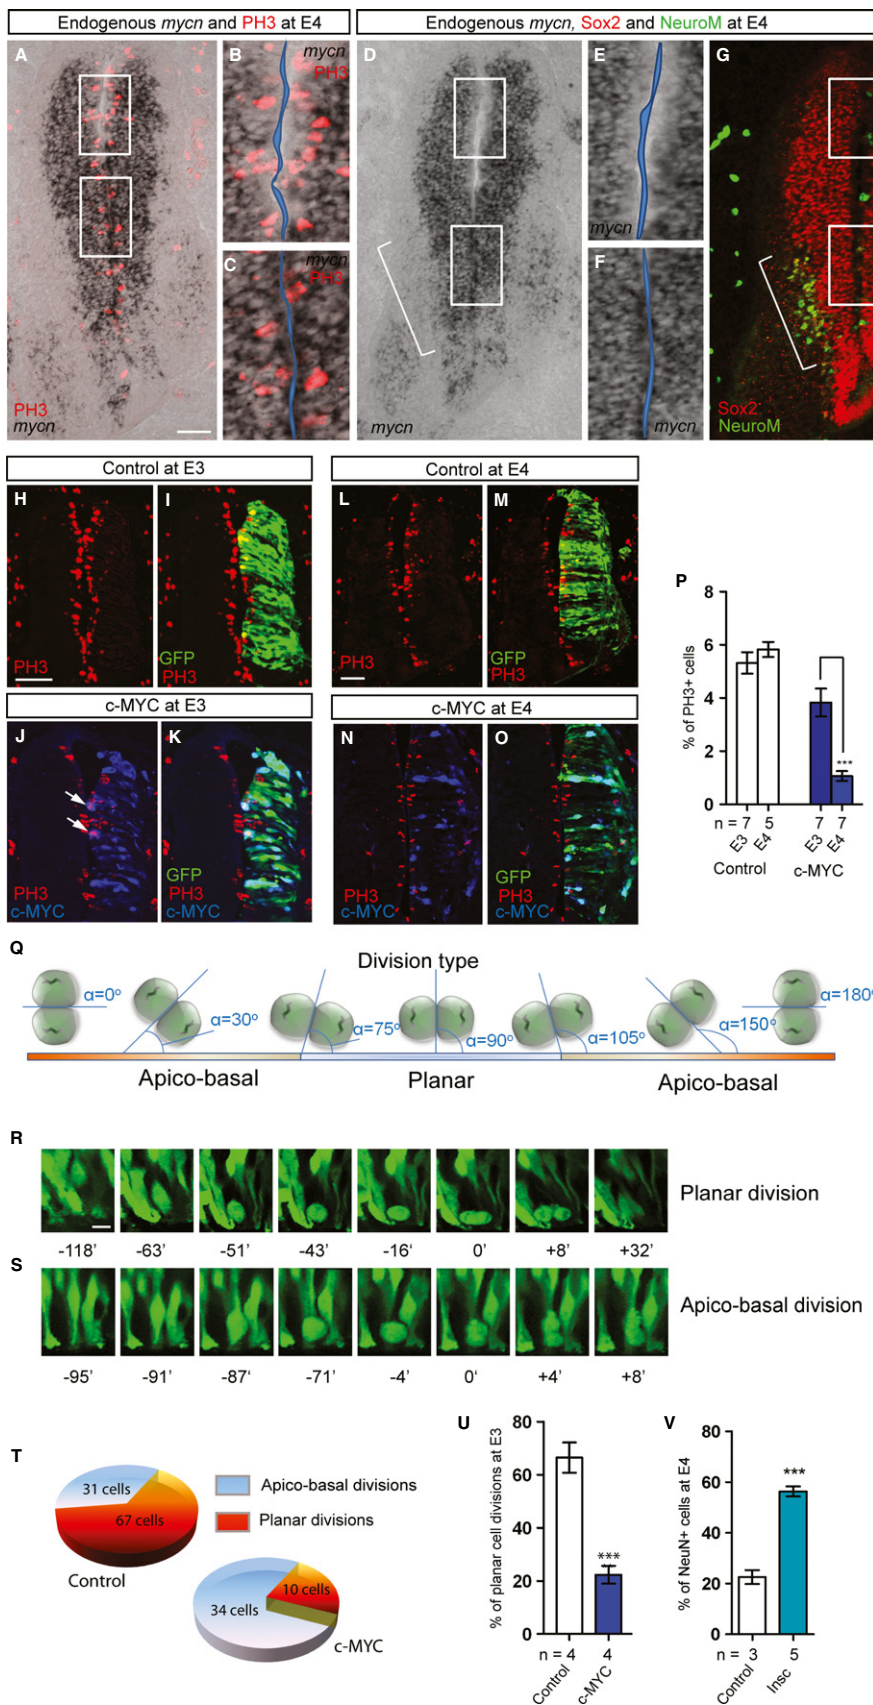 Endogenous mycn and PH3 at E4
Endogenous mycn, Sox2 and NeuroM at E4
A
PH3
mycn
B
mycn
PH3
C
mycn
PH3
D
mycn
E
mycn
F
mycn
G
Sox2
NeuroM
Control at E3
Control at E4
H
PH3
I
GFP
PH3
L
PH3
M
GFP
PH3
c-MYC at E3
c-MYC at E4
J
PH3
c-MYC
K
GFP
PH3
c-MYC
N
PH3
c-MYC
O
GFP
PH3
c-MYC
P
% of PH3+ cells
8
6
4
2
0
***
n = 7 5 7 7
E3 E4 E3 E4
Control c-MYC
Q
Division type
α=0º
α=30º
α=75º
α=90º
α=105º
α=150º
α=180º
Apico-basal
Planar
Apico-basal
R
Planar division
-118’ -63’ -51’ -43’ -16‘ 0’ +8’ +32’
S
Apico-basal division
-95’ -91’ -87’ -71’ -4’ 0‘ +4’ +8’
T
31 cells
67 cells
Control
Apico-basal divisions
Planar divisions
34 cells
10 cells
c-MYC
U
% of planar cell divisions at E3
80
60
40
20
0
***
n = 4 4
Control c-MYC
V
% of NeuN+ cells at E4
80
60
40
20
0
***
n = 3 5
Control Insc